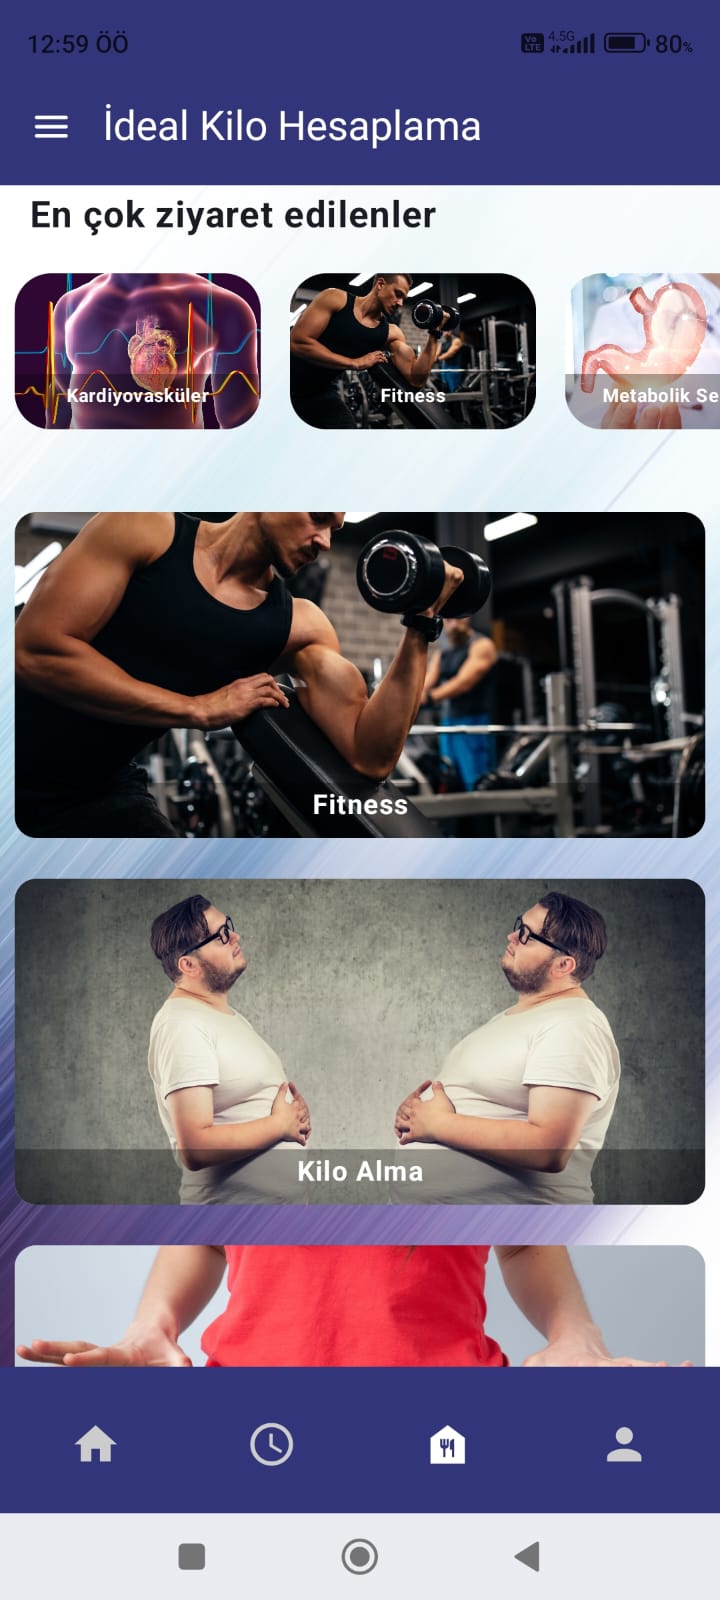 12:59 ÖÖ
Vo LTE 4.5G 80%
İdeal Kilo Hesaplama
En çok ziyaret edilenler
Kardiyovasküler
Fitness
Metabolik Se
Fitness
Kilo Alma